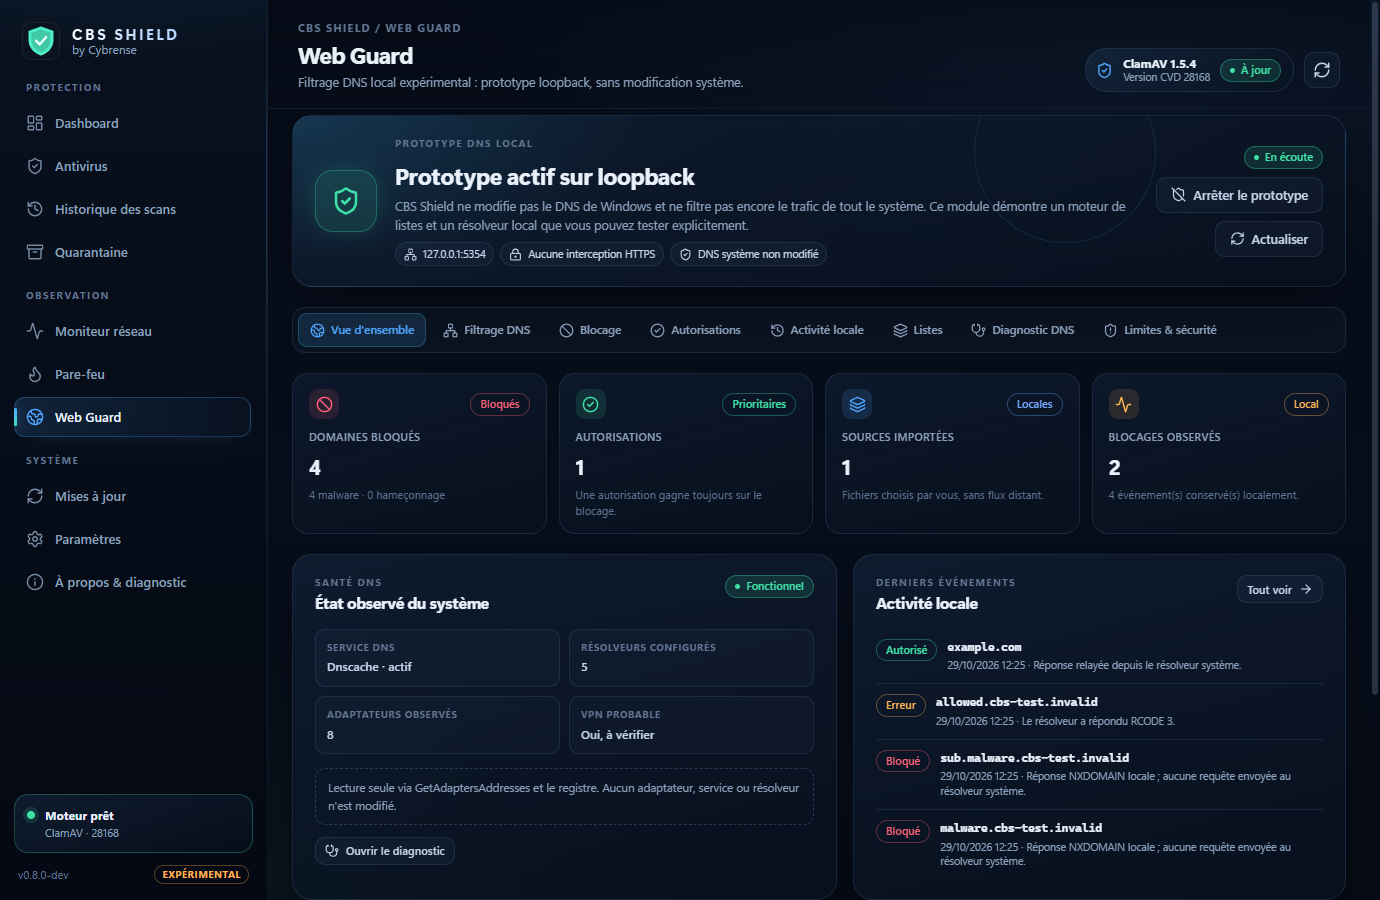 CBS SHIELD
by Cybrense
PROTECTION
Dashboard
Antivirus
Historique des scans
Quarantaine
OBSERVATION
Moniteur réseau
Pare-feu
Web Guard
SYSTÈME
Mises à jour
Paramètres
À propos & diagnostic
Moteur prêt
ClamAV · 28168
v0.8.0-dev
EXPÉRIMENTAL
CBS SHIELD / WEB GUARD
Web Guard
Filtrage DNS local expérimental : prototype loopback, sans modification système.
ClamAV 1.5.4
Version CVD 28168
À jour
PROTOTYPE DNS LOCAL
Prototype actif sur loopback
CBS Shield ne modifie pas le DNS de Windows et ne filtre pas encore le trafic de tout le système. Ce module démontre un moteur de
listes et un résolveur local que vous pouvez tester explicitement.
127.0.0.1:5354
Aucune interception HTTPS
DNS système non modifié
En écoute
Arrêter le prototype
Actualiser
Vue d'ensemble
Filtrage DNS
Blocage
Autorisations
Activité locale
Listes
Diagnostic DNS
Limites & sécurité
Bloqués
DOMAINES BLOQUÉS
4
4 malware · 0 hameçonnage
Prioritaires
AUTORISATIONS
1
Une autorisation gagne toujours sur le
blocage.
Locales
SOURCES IMPORTÉES
1
Fichiers choisis par vous, sans flux distant.
Local
BLOCAGES OBSERVÉS
2
4 événement(s) conservé(s) localement.
SANTÉ DNS
État observé du système
Fonctionnel
SERVICE DNS
Dnscache · actif
RÉSOLVEURS CONFIGURÉS
5
ADAPTATEURS OBSERVÉS
8
VPN PROBABLE
Oui, à vérifier
Lecture seule via GetAdaptersAddresses et le registre. Aucun adaptateur, service ou résolveur
n'est modifié.
Ouvrir le diagnostic
DERNIERS ÉVÉNEMENTS
Activité locale
Tout voir
Autorisé
example.com
29/10/2026 12:25 · Réponse relayée depuis le résolveur système.
Erreur
allowed.cbs-test.invalid
29/10/2026 12:25 · Le résolveur a répondu RCODE 3.
Bloqué
sub.malware.cbs-test.invalid
29/10/2026 12:25 · Réponse NXDOMAIN locale ; aucune requête envoyée au
résolveur système.
Bloqué
malware.cbs-test.invalid
29/10/2026 12:25 · Réponse NXDOMAIN locale ; aucune requête envoyée au
résolveur système.